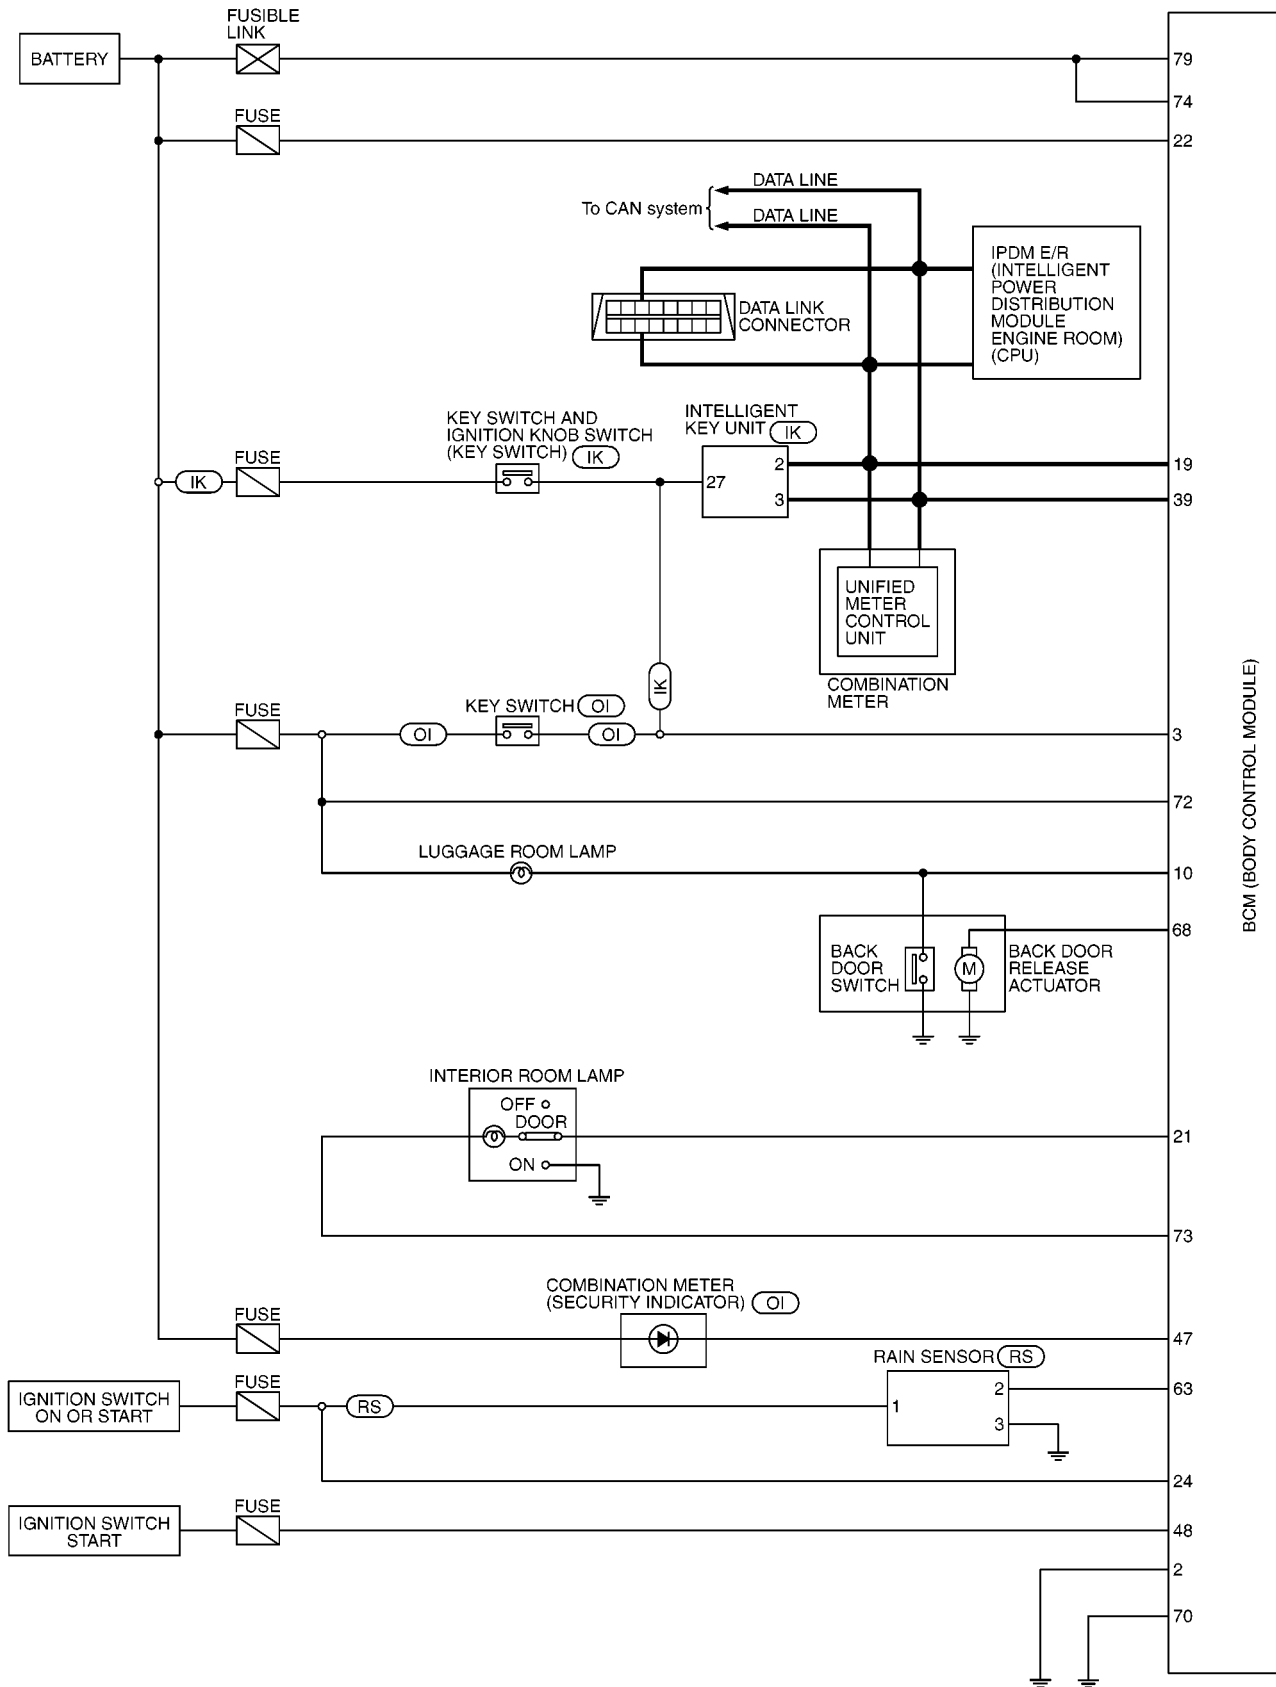 FUSIBLE
LINK
BATTERY
79
74
FUSE
22
DATA LINE
To CAN system
DATA LINE
IPDM E/R
(INTELLIGENT
POWER
DISTRIBUTION
MODULE
ENGINE ROOM)
(CPU)
DATA LINK
CONNECTOR
KEY SWITCH AND
IGNITION KNOB SWITCH
(KEY SWITCH) IK
INTELLIGENT
KEY UNIT IK
FUSE
IK
27
2
3
19
39
UNIFIED
METER
CONTROL
UNIT
COMBINATION
METER
IK
BCM (BODY CONTROL MODULE)
FUSE
KEY SWITCH OI
OI
OI
3
72
LUGGAGE ROOM LAMP
10
68
BACK
DOOR
SWITCH
M
BACK DOOR
RELEASE
ACTUATOR
INTERIOR ROOM LAMP
OFF
DOOR
ON
21
73
COMBINATION METER
(SECURITY INDICATOR) OI
FUSE
47
RAIN SENSOR RS
FUSE
IGNITION SWITCH
ON OR START
RS
1
2
3
63
24
FUSE
IGNITION SWITCH
START
48
2
70